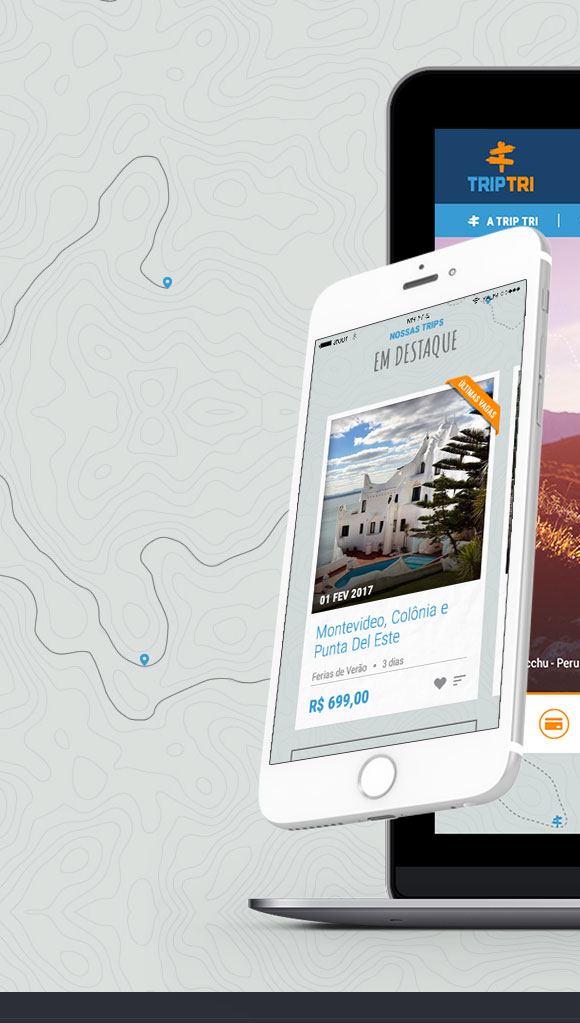 TRIPTRI
A TRIP TRI
NOSSAS TRIPS
EM DESTAQUE
ÚLTIMAS VAGAS
01 FEV 2017
Montevideo, Colônia e
Punta Del Este
Ferias de Verão • 3 dias
R$ 699,00
cchu - Peru